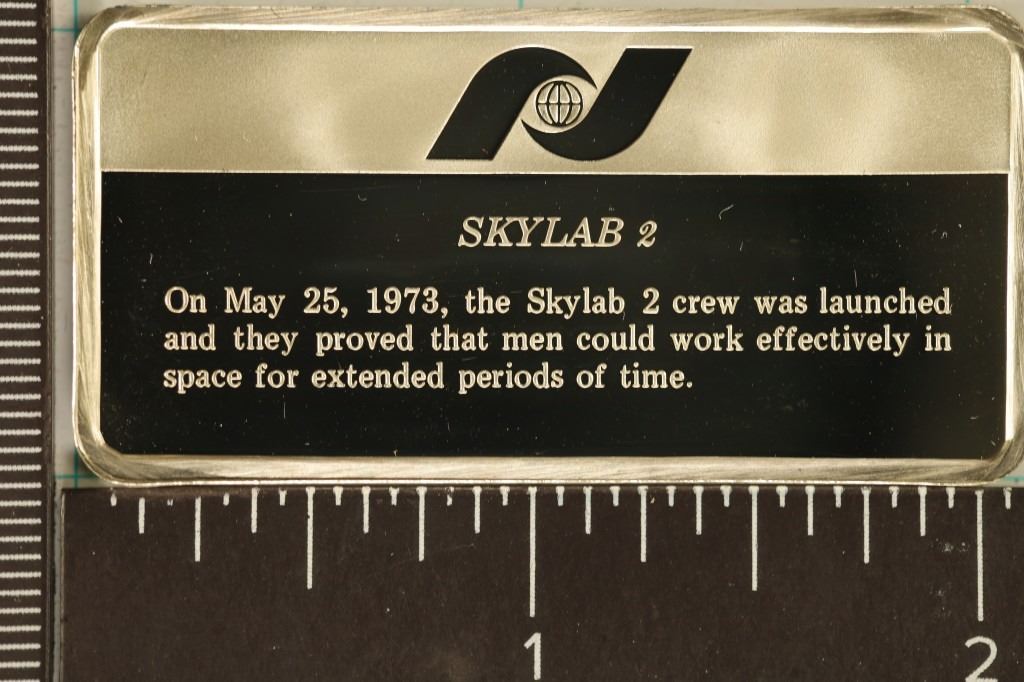 SKYLAB 2
On May 25, 1973, the Skylab 2 crew was launched
and they proved that men could work effectively in
space for extended periods of time.
1
2